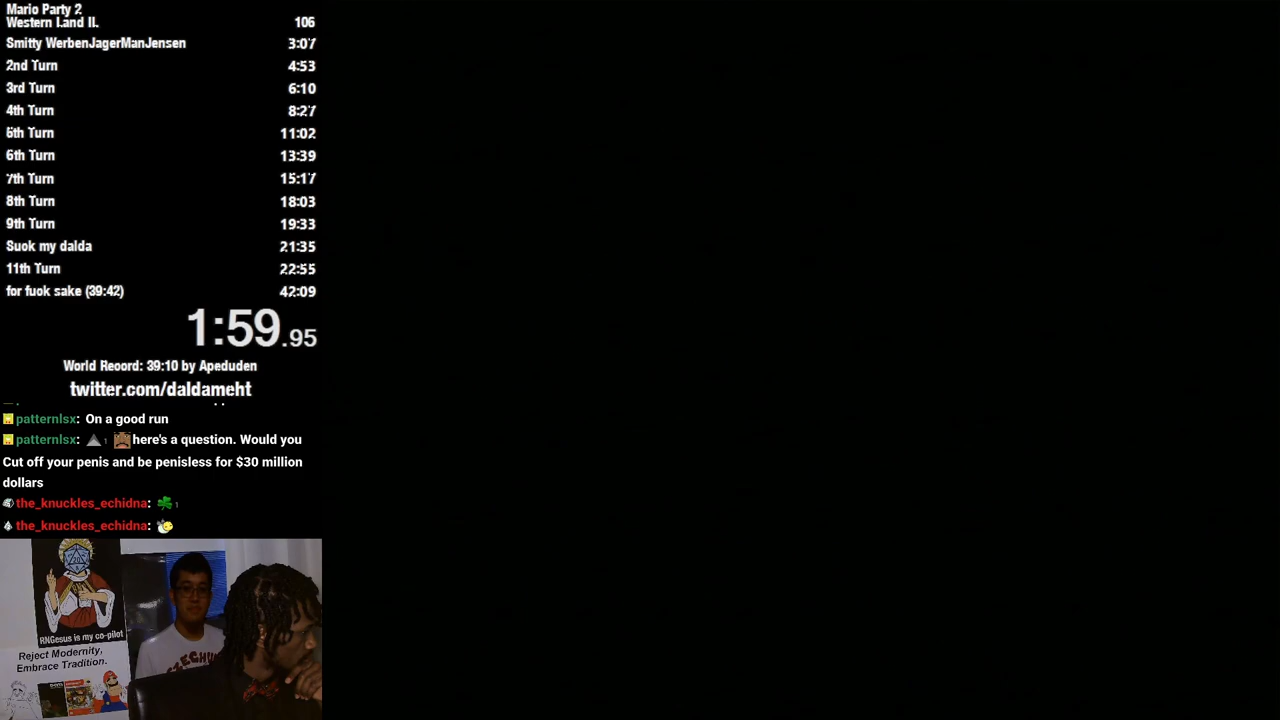 Mario Party 2
Western Land II. 106
Smitty WerbenJagerManJensen 3:07
2nd Turn 4:53
3rd Turn 6:10
4th Turn 8:27
5th Turn 11:02
6th Turn 13:39
7th Turn 15:17
8th Turn 18:03
9th Turn 19:33
Suck my dalda 21:35
11th Turn 22:55
for fuck sake (39:42) 42:09
1:59.95
World Record: 39:10 by Apeduden
twitter.com/daldameht
patternlsx: On a good run
patternlsx: 1 here's a question. Would you
Cut off your penis and be penisless for $30 million
dollars
the_knuckles_echidna: 1
the_knuckles_echidna:
RNGesus is my co-pilot
Reject Modernity,
Embrace Tradition.